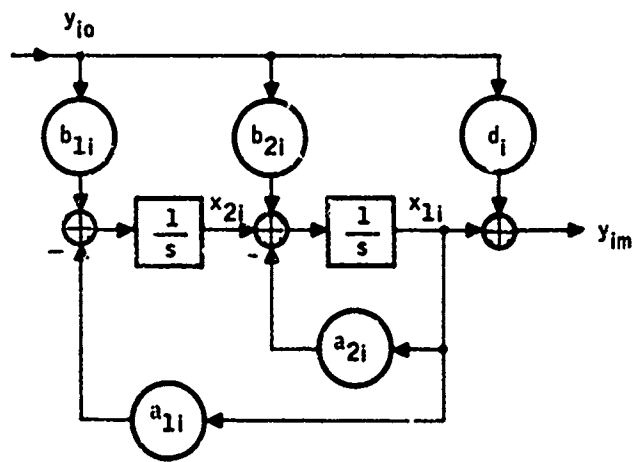 y_io
b_1i
b_2i
d_i
1/s
x_2i
1/s
x_1i
y_im
-
-
a_2i
a_1i